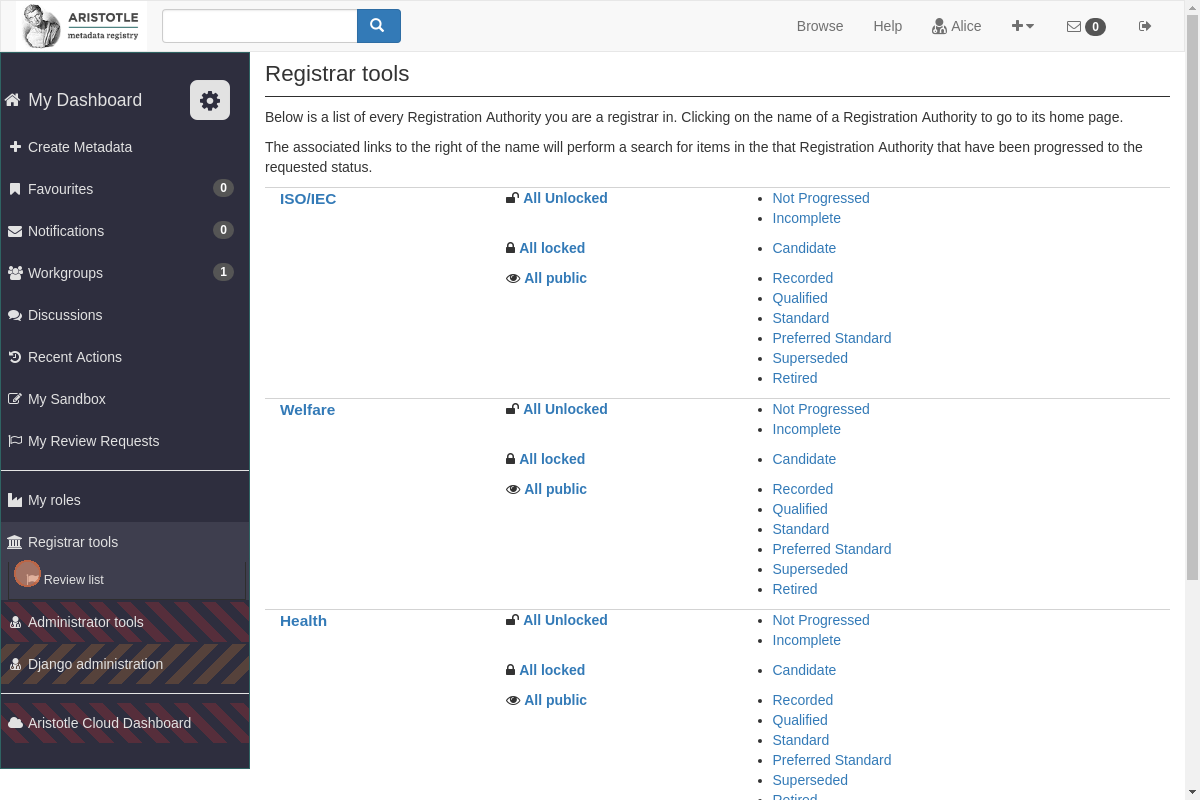 ARISTOTLE
metadata registry
Browse
Help
Alice
0
My Dashboard
Create Metadata
Favourites 0
Notifications 0
Workgroups 1
Discussions
Recent Actions
My Sandbox
My Review Requests
My roles
Registrar tools
Review list
Administrator tools
Django administration
Aristotle Cloud Dashboard
Registrar tools
Below is a list of every Registration Authority you are a registrar in. Clicking on the name of a Registration Authority to go to its home page.
The associated links to the right of the name will perform a search for items in the that Registration Authority that have been progressed to the
requested status.
ISO/IEC
All Unlocked
Not Progressed
Incomplete
All locked
Candidate
All public
Recorded
Qualified
Standard
Preferred Standard
Superseded
Retired
Welfare
All Unlocked
Not Progressed
Incomplete
All locked
Candidate
All public
Recorded
Qualified
Standard
Preferred Standard
Superseded
Retired
Health
All Unlocked
Not Progressed
Incomplete
All locked
Candidate
All public
Recorded
Qualified
Standard
Preferred Standard
Superseded
Retired